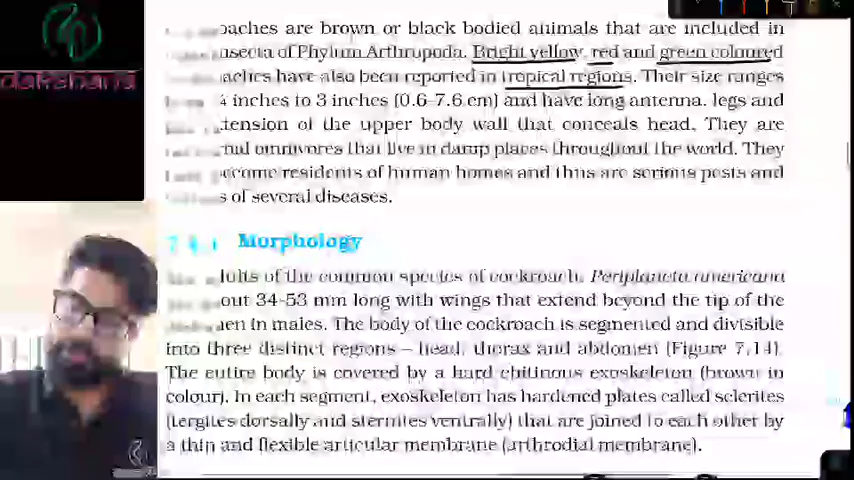 dakshana
oaches are brown or black bodied animals that are included in
nsecta of Phylum Arthropoda. Bright yellow, red and green coloured
aches have also been reported in tropical regions. Their size ranges
¼ inches to 3 inches (0.6-7.6 cm) and have long antenna, legs and
tension of the upper body wall that conceals head. They are
nal omnivores that live in damp places throughout the world. They
ecome residents of human homes and thus are serious pests and
s of several diseases.
7.4.1 Morphology
ults of the common species of cockroach, Periplaneta americana
out 34-53 mm long with wings that extend beyond the tip of the
en in males. The body of the cockroach is segmented and divisible
into three distinct regions – head, thorax and abdomen (Figure 7.14).
The entire body is covered by a hard chitinous exoskeleton (brown in
colour). In each segment, exoskeleton has hardened plates called sclerites
(tergites dorsally and sternites ventrally) that are joined to each other by
a thin and flexible articular membrane (arthrodial membrane).